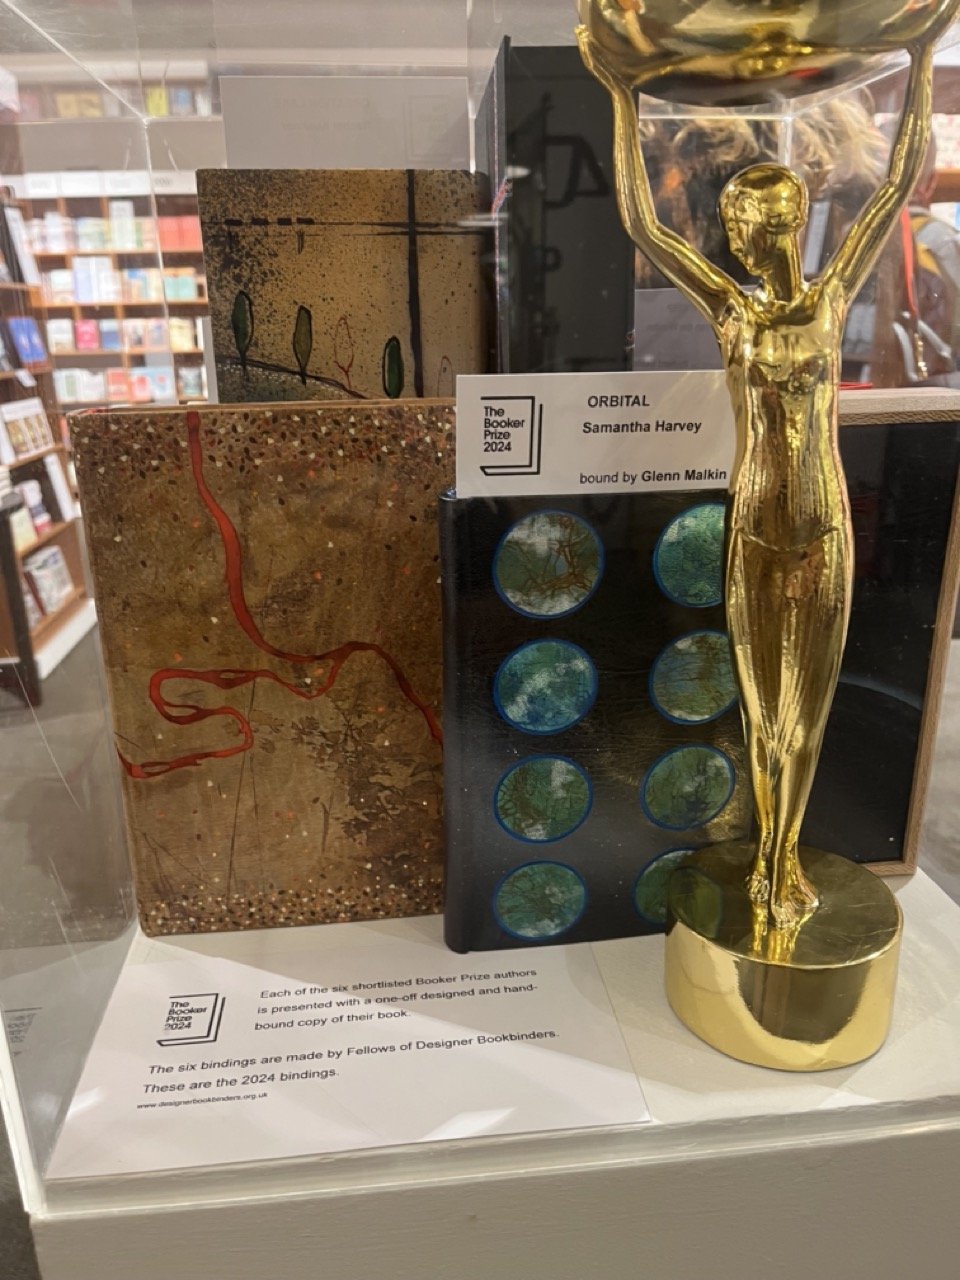 The
Booker
Prize
2024
ORBITAL
Samantha Harvey
bound by Glenn Malkin
The
Booker
Prize
2024
Each of the six shortlisted Booker Prize authors
is presented with a one-off designed and hand-
bound copy of their book.
The six bindings are made by Fellows of Designer Bookbinders.
These are the 2024 bindings.
www.designerbookbinders.org.uk